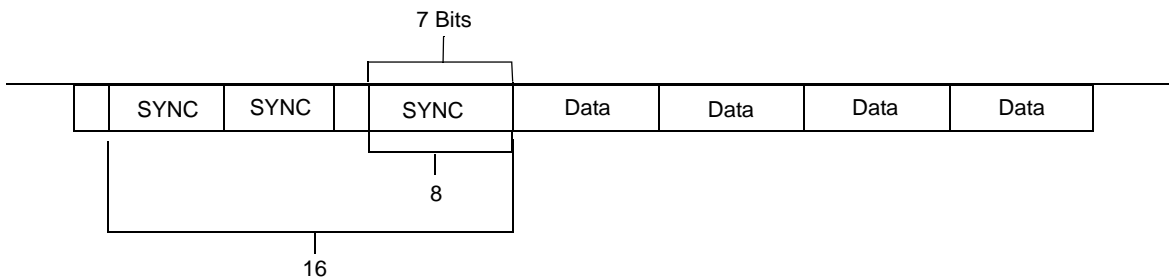 7 Bits
SYNC SYNC SYNC Data Data Data Data
8
16